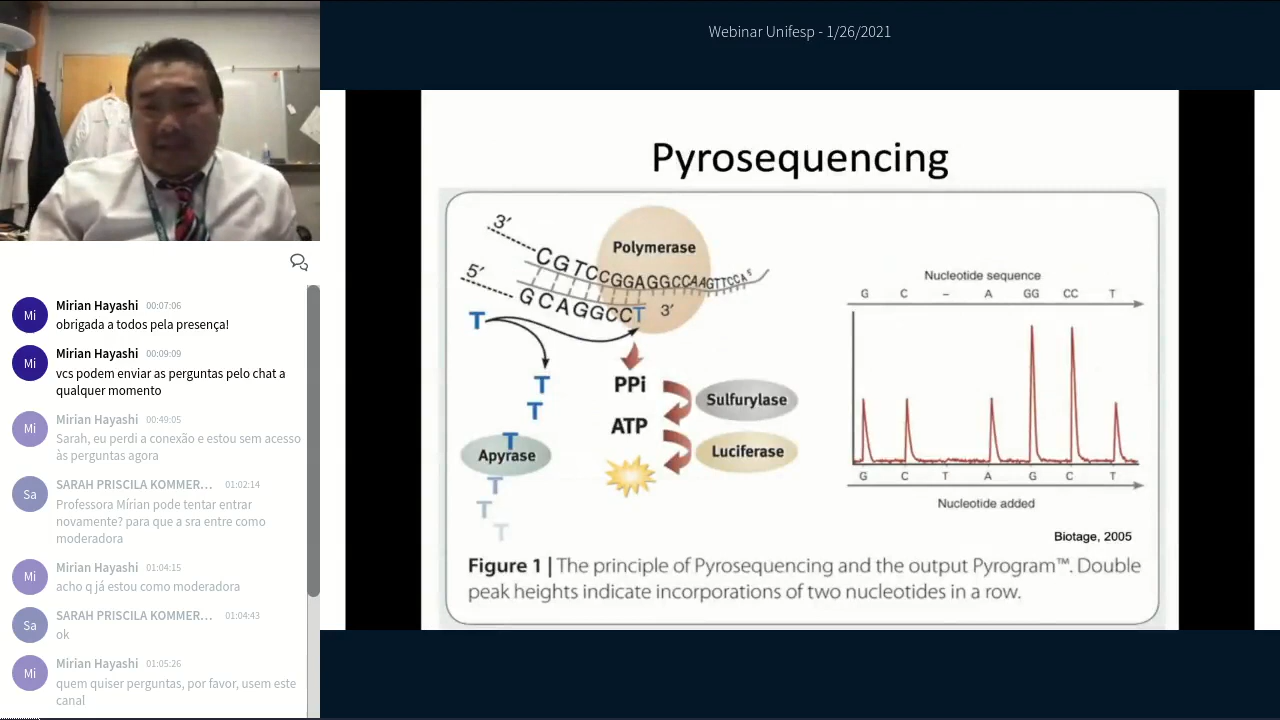 Webinar Unifesp - 1/26/2021
Mi
Mirian Hayashi 00:07:06
obrigada a todos pela presença!
Mi
Mirian Hayashi 00:09:09
vcs podem enviar as perguntas pelo chat a
qualquer momento
Mi
Mirian Hayashi 00:49:05
Sarah, eu perdi a conexão e estou sem acesso
às perguntas agora
Sa
SARAH PRISCILA KOMMER... 01:02:14
Professora Mírian pode tentar entrar
novamente? para que a sra entre como
moderadora
Mi
Mirian Hayashi 01:04:15
acho q já estou como moderadora
Sa
SARAH PRISCILA KOMMER... 01:04:43
ok
Mi
Mirian Hayashi 01:05:26
quem quiser perguntas, por favor, usem este
canal
Pyrosequencing
3′
Polymerase
CGTCCGGAGGCCAAGTTCCA 5′
5′
GCAGGCCT 3′
T
T
T
T
Apyrase
T
T
T
PPi
Sulfurylase
ATP
Luciferase
Nucleotide sequence
G C – A GG CC T
G C T A G C T
Nucleotide added
Biotage, 2005
Figure 1 | The principle of Pyrosequencing and the output Pyrogram™. Double
peak heights indicate incorporations of two nucleotides in a row.